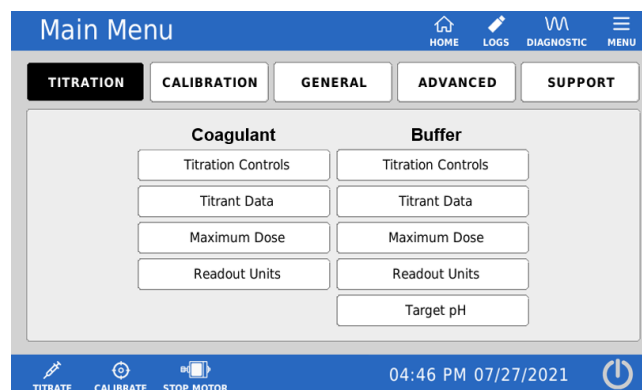 Main Menu
HOME LOGS DIAGNOSTIC MENU
TITRATION CALIBRATION GENERAL ADVANCED SUPPORT
Coagulant Buffer
Titration Controls Titration Controls
Titrant Data Titrant Data
Maximum Dose Maximum Dose
Readout Units Readout Units
Target pH
TITRATE CALIBRATE STOP MOTOR
04:46 PM 07/27/2021